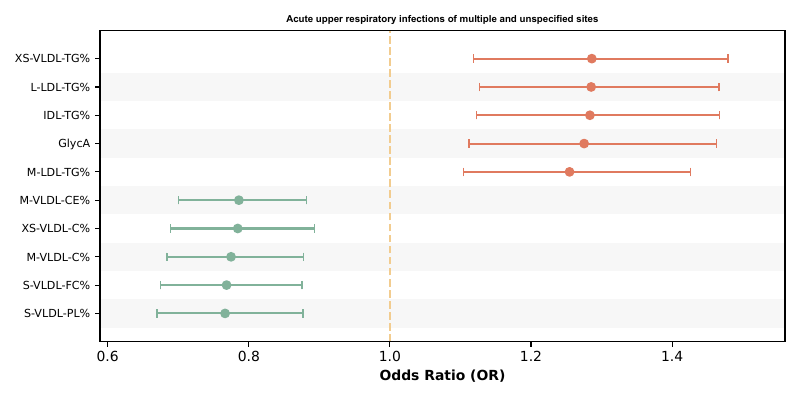 Acute upper respiratory infections of multiple and unspecified sites
XS-VLDL-TG%
L-LDL-TG%
IDL-TG%
GlycA
M-LDL-TG%
M-VLDL-CE%
XS-VLDL-C%
M-VLDL-C%
S-VLDL-FC%
S-VLDL-PL%
0.6 0.8 1.0 1.2 1.4
Odds Ratio (OR)